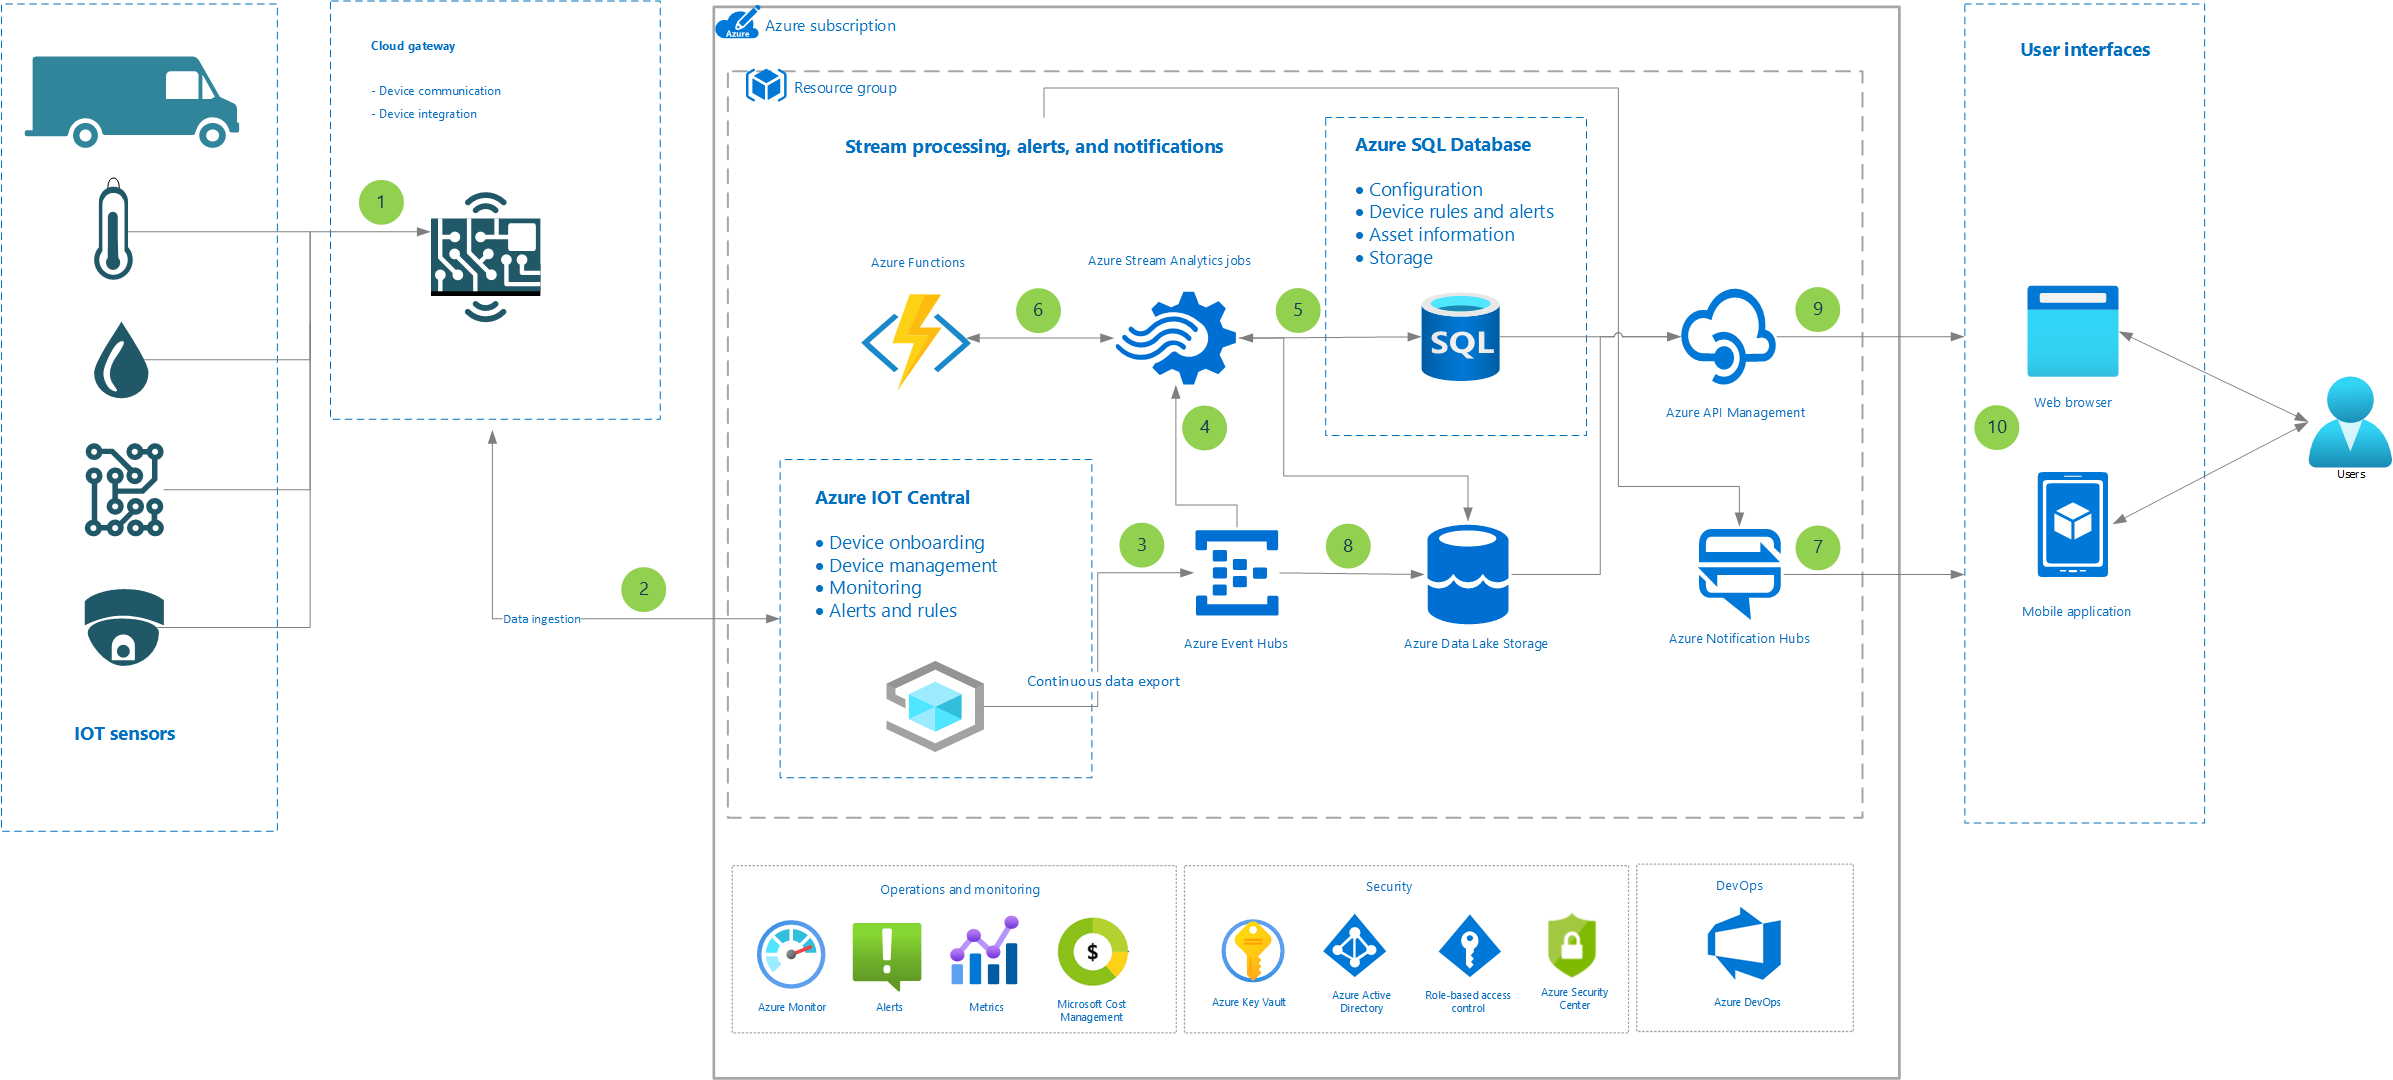 Cloud gateway
- Device communication
- Device integration
1
IOT sensors
Data ingestion
2
Azure
Azure subscription
Resource group
Stream processing, alerts, and notifications
Azure SQL Database
• Configuration
• Device rules and alerts
• Asset information
• Storage
Azure Functions
Azure Stream Analytics jobs
6
5
9
SQL
Azure API Management
4
Azure IOT Central
• Device onboarding
• Device management
• Monitoring
• Alerts and rules
3
8
7
Azure Event Hubs
Azure Data Lake Storage
Azure Notification Hubs
Continuous data export
User interfaces
Web browser
10
Mobile application
Users
Operations and monitoring
Azure Monitor
Alerts
Metrics
$
Microsoft Cost
Management
Security
Azure Key Vault
Azure Active
Directory
Role-based access
control
Azure Security
Center
DevOps
Azure DevOps